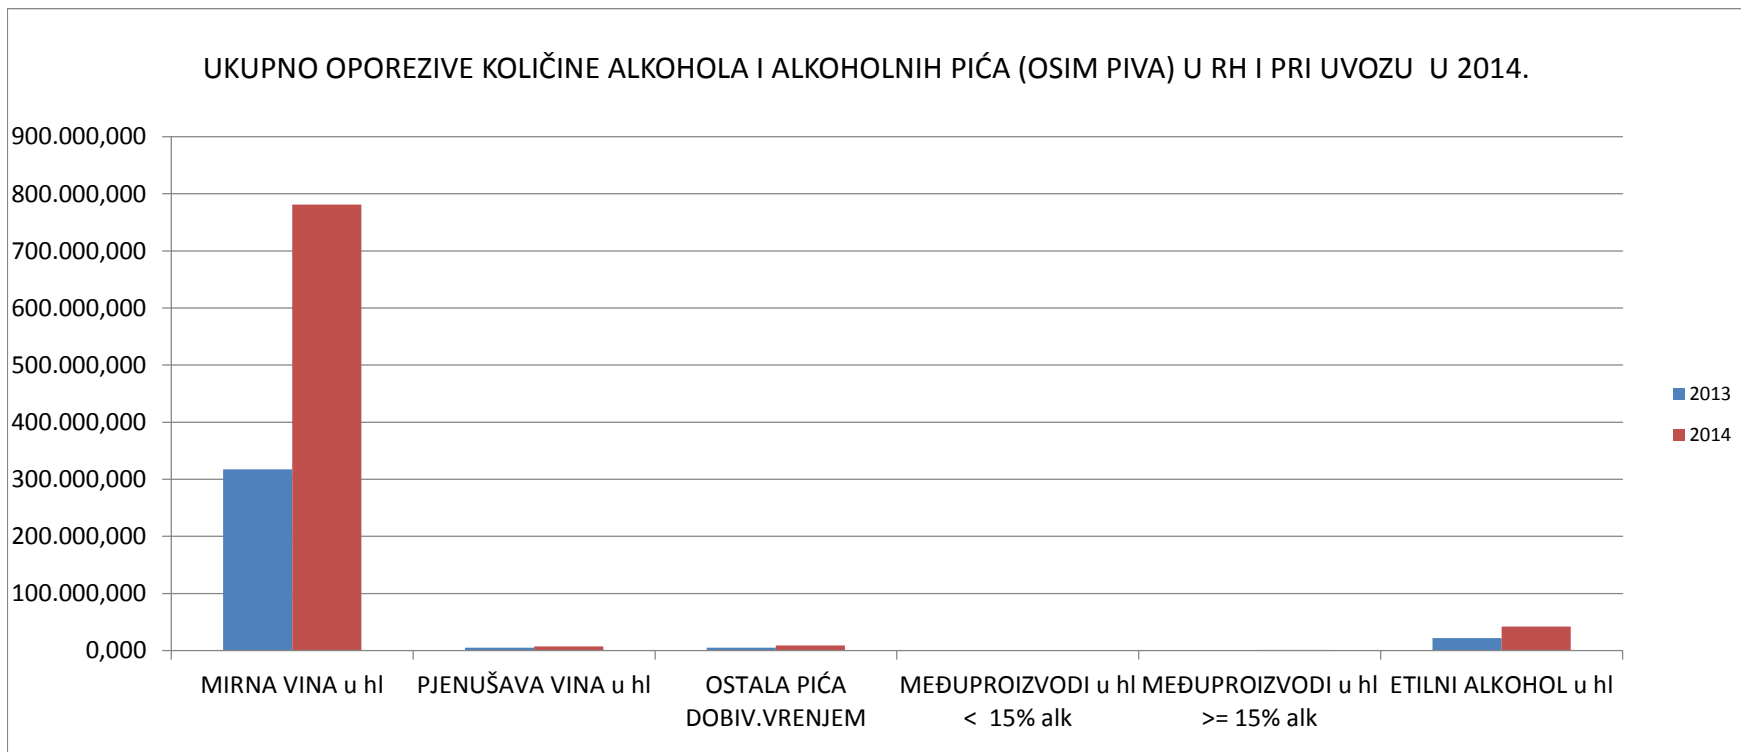 UKUPNO OPOREZIVE KOLIČINE ALKOHOLA I ALKOHOLNIH PIĆA (OSIM PIVA) U RH I PRI UVOZU  U 2014.
900.000,000
800.000,000
700.000,000
600.000,000
500.000,000
400.000,000
300.000,000
200.000,000
100.000,000
0,000
MIRNA VINA u hl
PJENUŠAVA VINA u hl
OSTALA PIĆA
DOBIV.VRENJEM
MEĐUPROIZVODI u hl
<  15% alk
MEĐUPROIZVODI u hl
>= 15% alk
ETILNI ALKOHOL u hl
2013
2014